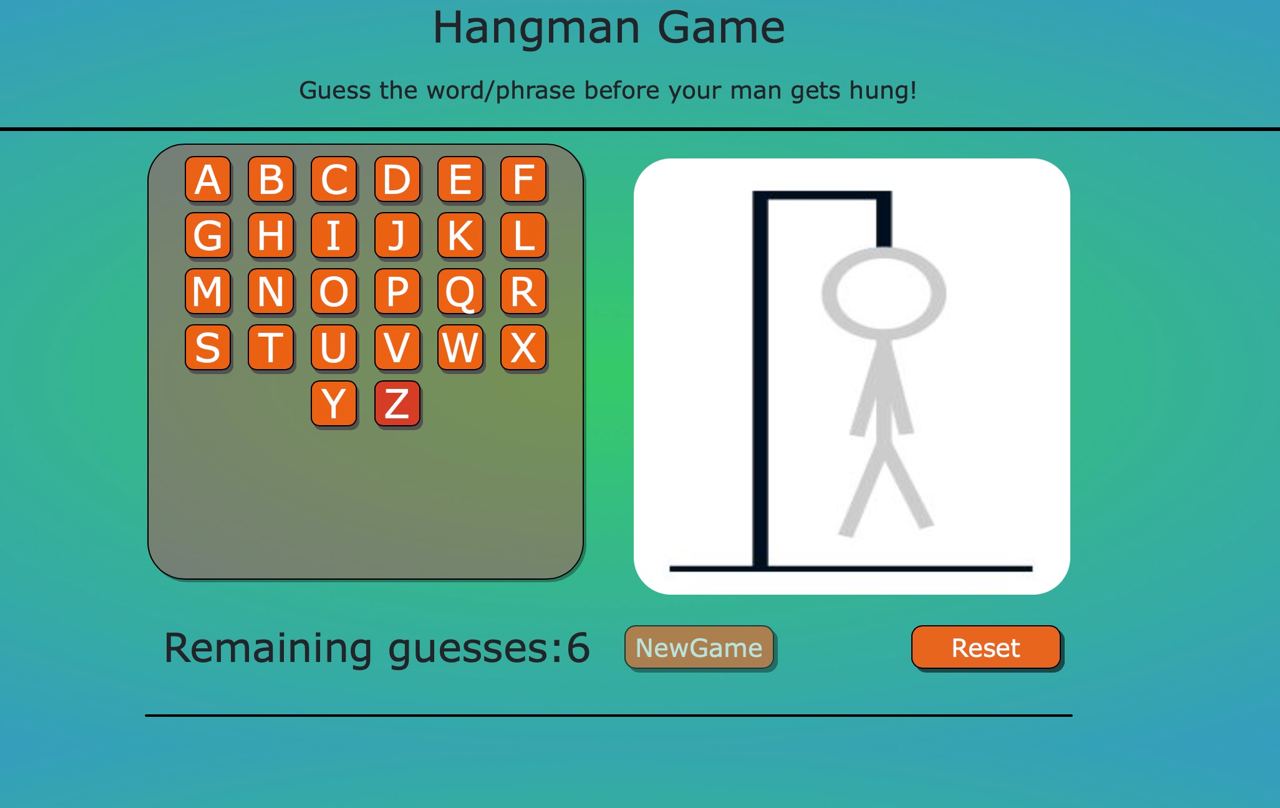 Hangman Game
Guess the word/phrase before your man gets hung!
A B C D E F
G H I J K L
M N O P Q R
S T U V W X
Y Z
Remaining guesses:6 NewGame Reset